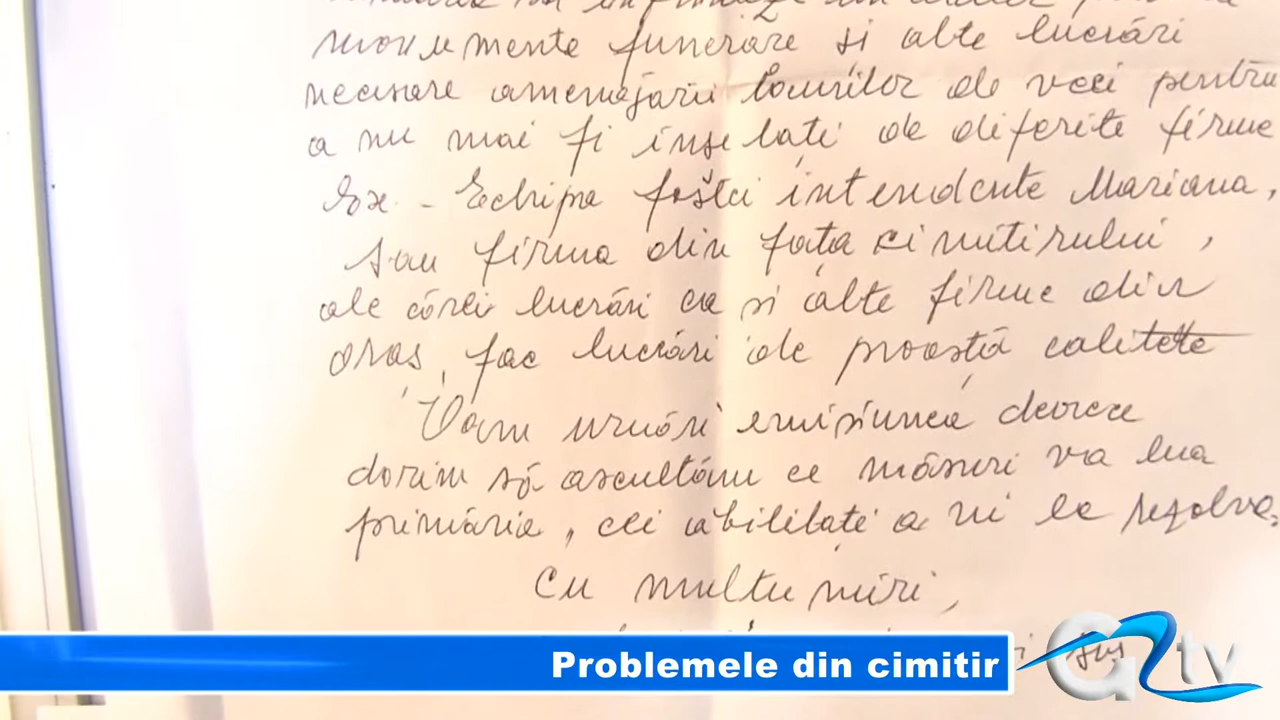 monumente funerare și alte lucrări
necesare amenajării locurilor de veci pentru
a nu mai fi înșelați de diferite firme
Ex - Echipa foștei intendente Mariana,
sau firma din fața cimitirului,
ale cărei lucrări ca și alte firme din
oraș, fac lucrări de proastă calitate
Vom urmări emisiunea deoarece
dorim să ascultăm ce măsuri va lua
primăria, cei abilitați a ni le rezolva.
Cu mulțumiri,
sus
Problemele din cimitir
G2tv